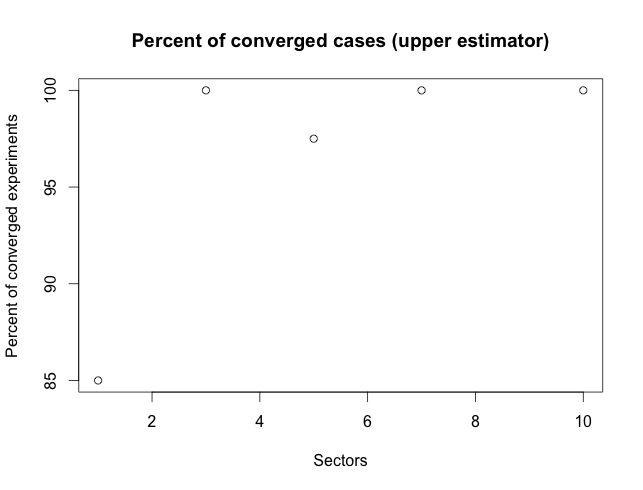 Percent of converged cases (upper estimator)
Percent of converged experiments
100
95
90
85
2 4 6 8 10
Sectors